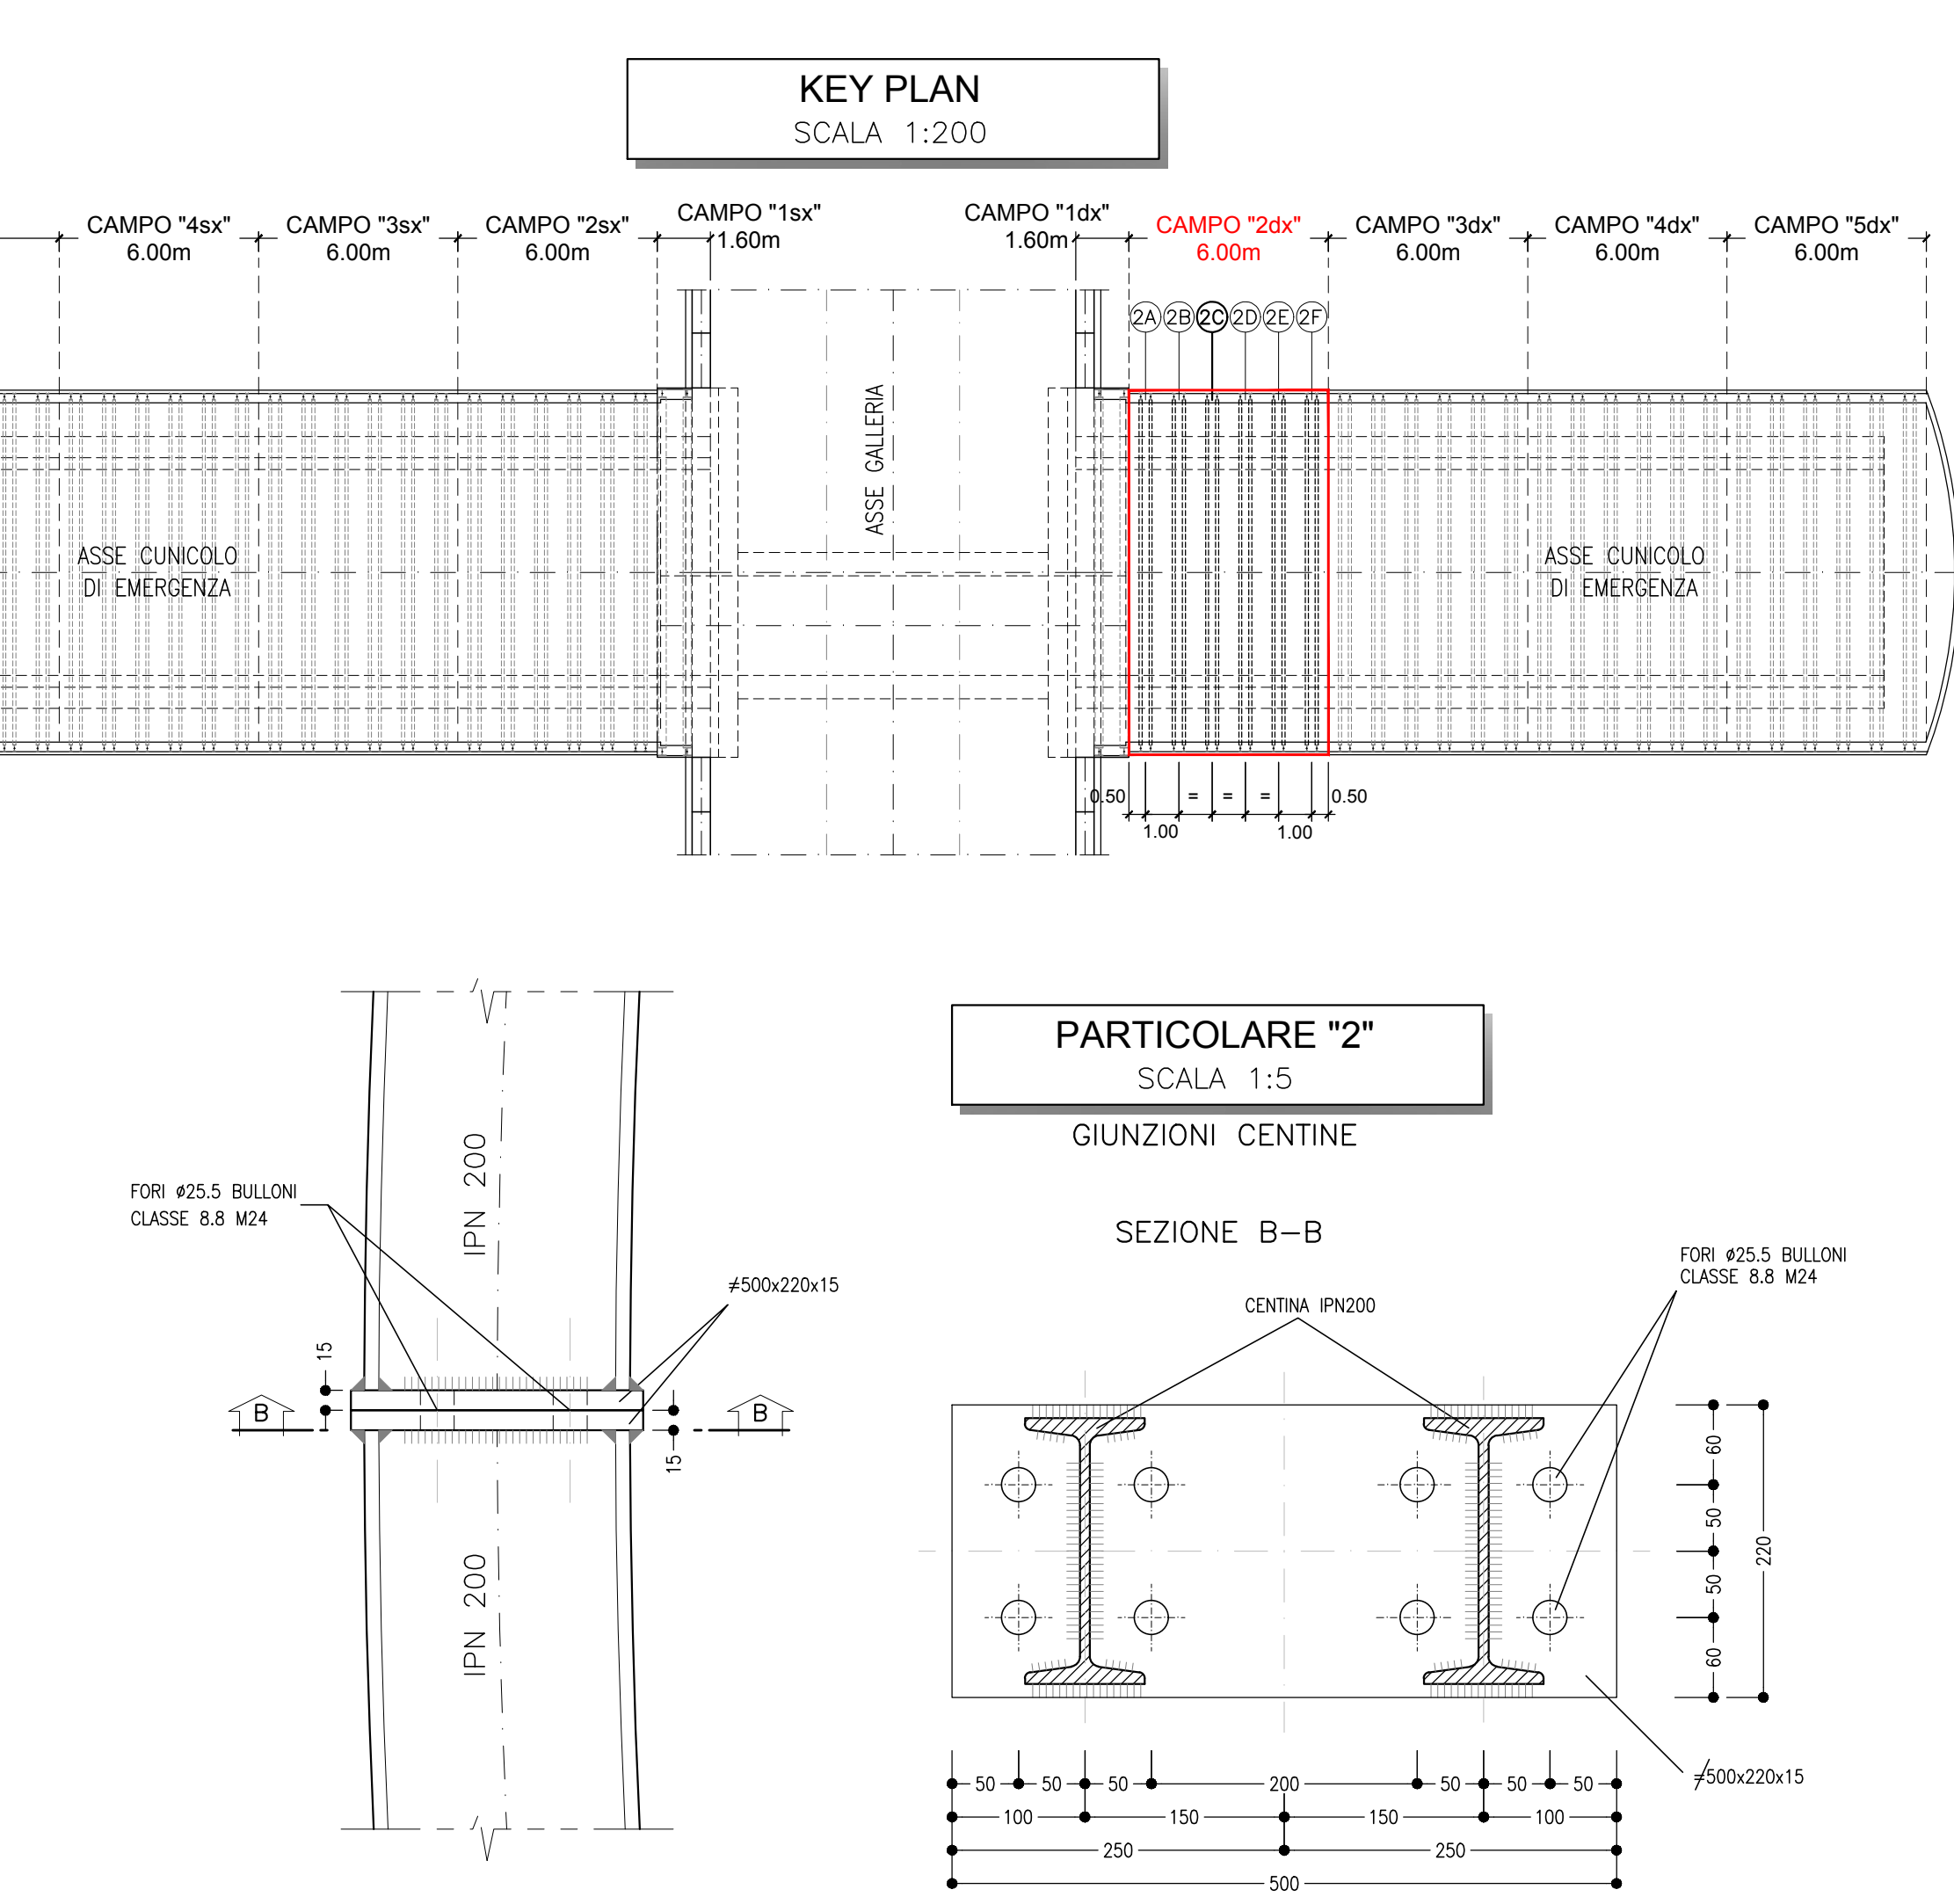 KEY PLAN
SCALA 1:200
CAMPO "4sx"
6.00m
CAMPO "3sx"
6.00m
CAMPO "2sx"
6.00m
CAMPO "1sx"
1.60m
CAMPO "1dx"
1.60m
CAMPO "2dx"
6.00m
CAMPO "3dx"
6.00m
CAMPO "4dx"
6.00m
CAMPO "5dx"
6.00m
2A 2B 2C 2D 2E 2F
ASSE GALLERIA
ASSE CUNICOLO
DI EMERGENZA
ASSE CUNICOLO
DI EMERGENZA
0.50 = = = 0.50
1.00 1.00
PARTICOLARE "2"
SCALA 1:5
GIUNZIONI CENTINE
IPN 200
FORI ø25.5 BULLONI
CLASSE 8.8 M24
≠500x220x15
15
B B
15
IPN 200
SEZIONE B-B
FORI ø25.5 BULLONI
CLASSE 8.8 M24
CENTINA IPN200
60
50
50
60
220
≠500x220x15
50 50 50 200 50 50 50
100 150 150 100
250 250
500